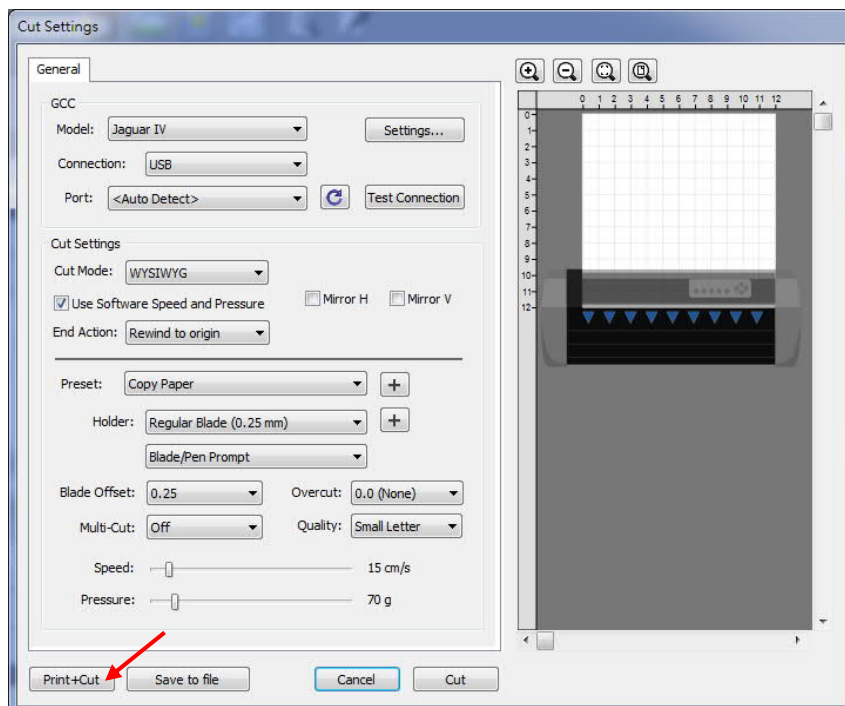 Cut Settings
General
GCC
Model: Jaguar IV Settings...
Connection: USB
Port: <Auto Detect> Test Connection
Cut Settings
Cut Mode: WYSIWYG
Use Software Speed and Pressure Mirror H Mirror V
End Action: Rewind to origin
Preset: Copy Paper +
Holder: Regular Blade (0.25 mm) +
Blade/Pen Prompt
Blade Offset: 0.25 Overcut: 0.0 (None)
Multi-Cut: Off Quality: Small Letter
Speed: 15 cm/s
Pressure: 70 g
Print+Cut Save to file Cancel Cut
0 1 2 3 4 5 6 7 8 9 10 11 12
0
1
2
3
4
5
6
7
8
9
10
11
12